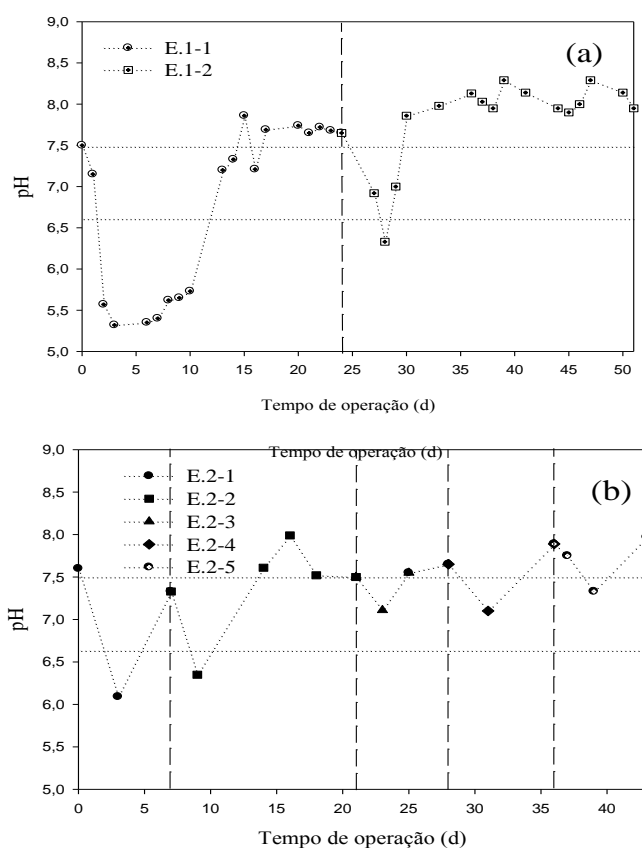 9,0
8,5
8,0
7,5
7,0
6,5
6,0
5,5
5,0
pH
E.1-1
E.1-2
(a)
0 5 10 15 20 25 30 35 40 45 50
Tempo de operação (d)
9,0
8,5
8,0
7,5
7,0
6,5
6,0
5,5
5,0
pH
Tempo de operação (d)
E.2-1
E.2-2
E.2-3
E.2-4
E.2-5
(b)
0 5 10 15 20 25 30 35 40
Tempo de operação (d)